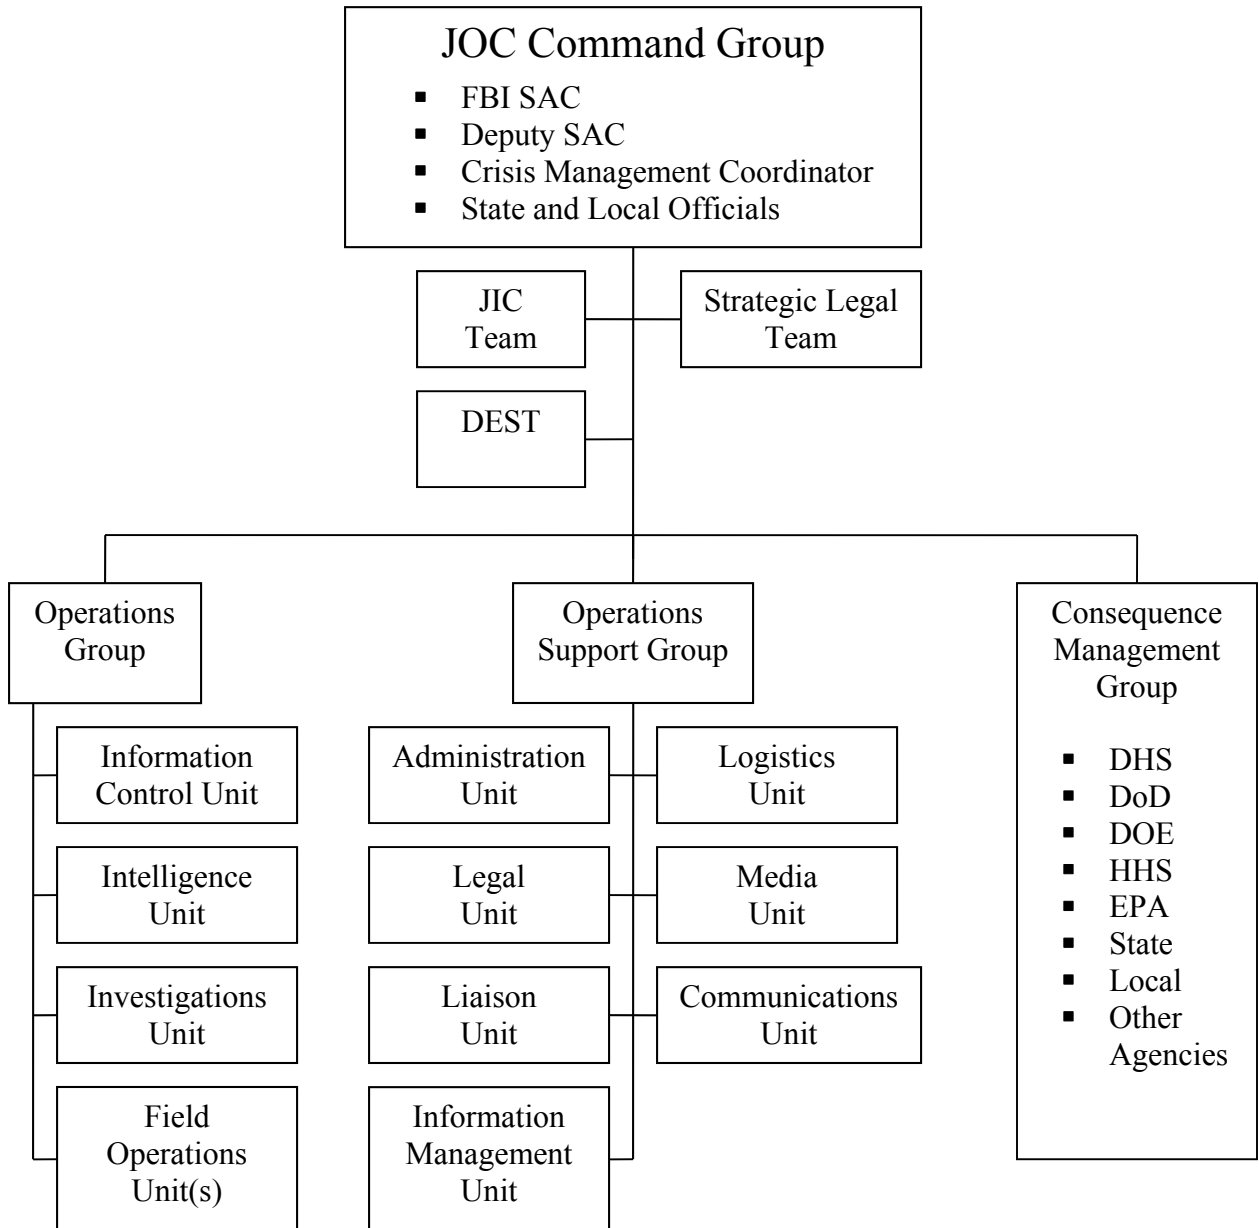 JOC Command Group
▪ FBI SAC
▪ Deputy SAC
▪ Crisis Management Coordinator
▪ State and Local Officials
JIC
Team
Strategic Legal
Team
DEST
Operations
Group
Operations
Support Group
Consequence
Management
Group
▪ DHS
▪ DoD
▪ DOE
▪ HHS
▪ EPA
▪ State
▪ Local
▪ Other
Agencies
Information
Control Unit
Intelligence
Unit
Investigations
Unit
Field
Operations
Unit(s)
Administration
Unit
Logistics
Unit
Legal
Unit
Media
Unit
Liaison
Unit
Communications
Unit
Information
Management
Unit